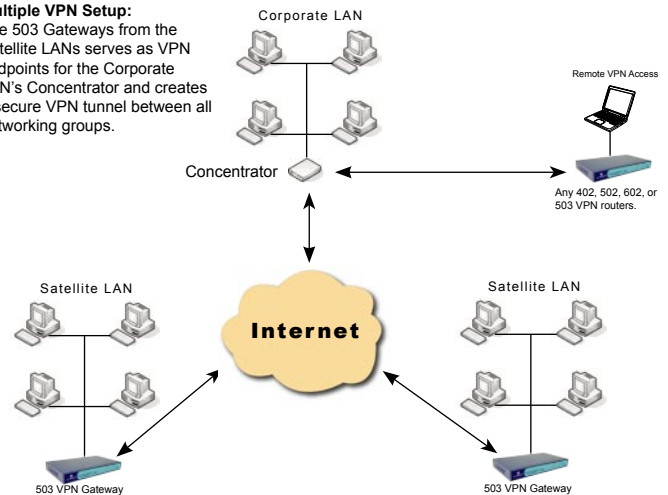 ultiple VPN Setup:
e 503 Gateways from the
tellite LANs serves as VPN
dpoints for the Corporate
N's Concentrator and creates
secure VPN tunnel between all
tworking groups.
Corporate LAN
Remote VPN Access
Concentrator
Any 402, 502, 602, or
503 VPN routers.
Satellite LAN
Satellite LAN
Internet
503 VPN Gateway
503 VPN Gateway